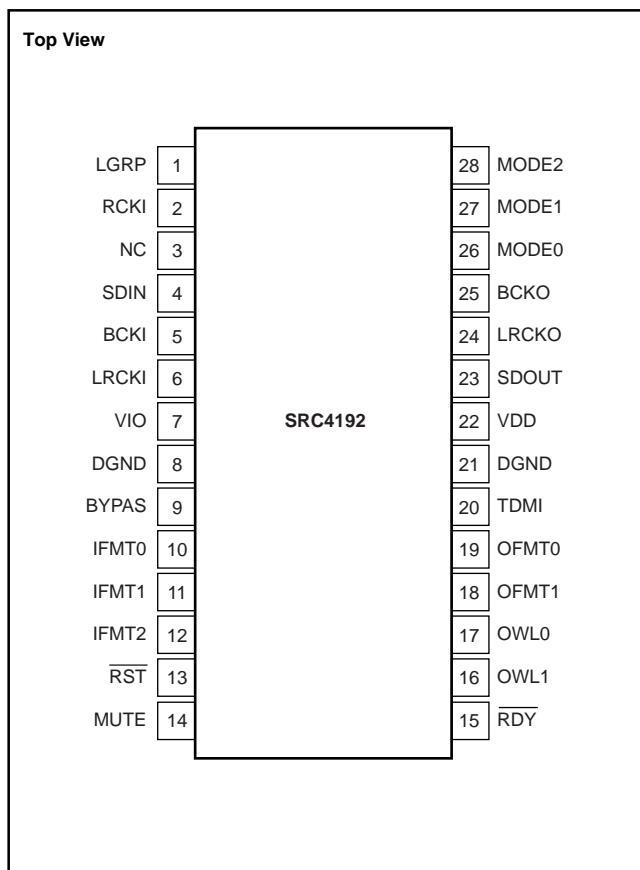 Top View
LGRP 1 28 MODE2
RCKI 2 27 MODE1
NC 3 26 MODE0
SDIN 4 25 BCKO
BCKI 5 24 LRCKO
LRCKI 6 23 SDOUT
VIO 7 SRC4192 22 VDD
DGND 8 21 DGND
BYPAS 9 20 TDMI
IFMT0 10 19 OFMT0
IFMT1 11 18 OFMT1
IFMT2 12 17 OWL0
R̅S̅T̅ 13 16 OWL1
MUTE 14 15 R̅D̅Y̅